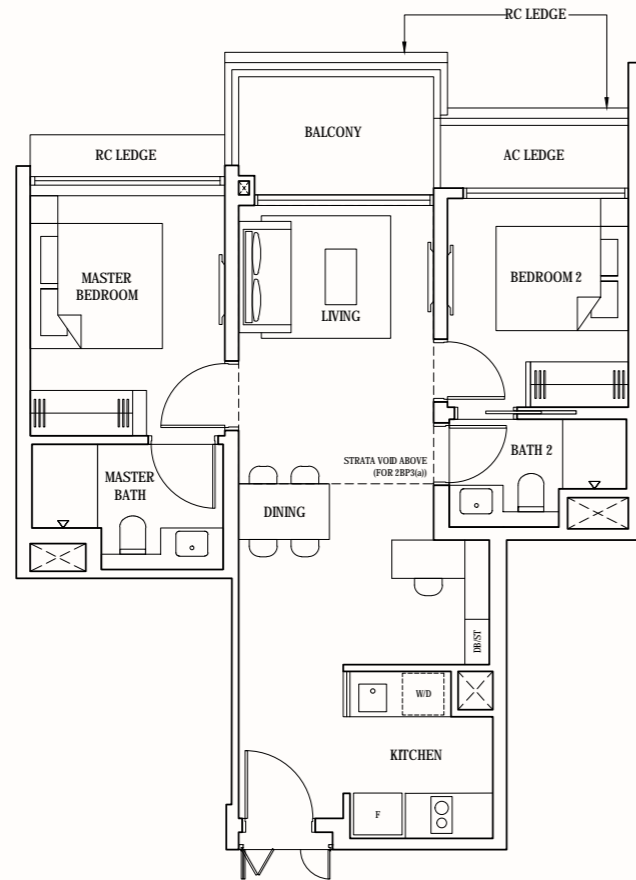 RC LEDGE
BALCONY
RC LEDGE
AC LEDGE
MASTER
BEDROOM
BEDROOM 2
LIVING
STRATA VOID ABOVE
(FOR 2BP3(a))
BATH 2
MASTER
BATH
DINING
DB/ST
W/D
KITCHEN
F